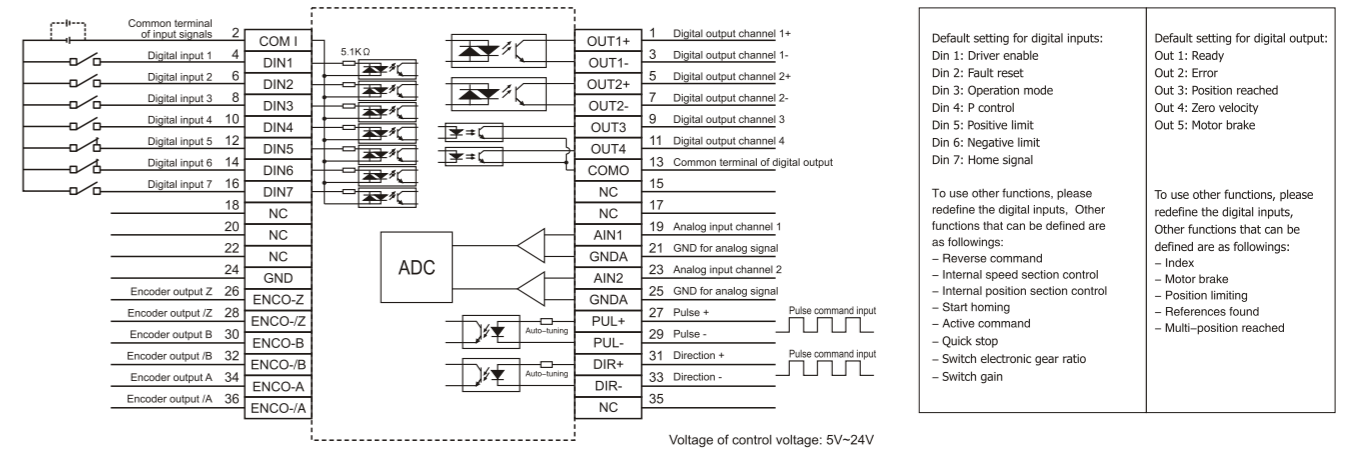 Common terminal
of input signals 2 COM I
Digital input 1 4 DIN1
Digital input 2 6 DIN2
Digital input 3 8 DIN3
Digital input 4 10 DIN4
Digital input 5 12 DIN5
Digital input 6 14 DIN6
Digital input 7 16 DIN7
18 NC
20 NC
22 NC
24 GND
Encoder output Z 26 ENCO-Z
Encoder output /Z 28 ENCO-/Z
Encoder output B 30 ENCO-B
Encoder output /B 32 ENCO-/B
Encoder output A 34 ENCO-A
Encoder output /A 36 ENCO-/A
5.1KΩ
ADC
Auto-tuning
Auto-tuning
OUT1+ 1 Digital output channel 1+
OUT1- 3 Digital output channel 1-
OUT2+ 5 Digital output channel 2+
OUT2- 7 Digital output channel 2-
OUT3 9 Digital output channel 3
OUT4 11 Digital output channel 4
COMO 13 Common terminal of digital output
NC 15
NC 17
AIN1 19 Analog input channel 1
GNDA 21 GND for analog signal
AIN2 23 Analog input channel 2
GNDA 25 GND for analog signal
PUL+ 27 Pulse + Pulse command input
PUL- 29 Pulse -
DIR+ 31 Direction + Pulse command input
DIR- 33 Direction -
NC 35
Voltage of control voltage: 5V~24V
Default setting for digital inputs:
Din 1: Driver enable
Din 2: Fault reset
Din 3: Operation mode
Din 4: P control
Din 5: Positive limit
Din 6: Negative limit
Din 7: Home signal
To use other functions, please
redefine the digital inputs, Other
functions that can be defined are
as followings:
– Reverse command
– Internal speed section control
– Internal position section control
– Start homing
– Active command
– Quick stop
– Switch electronic gear ratio
– Switch gain
Default setting for digital output:
Out 1: Ready
Out 2: Error
Out 3: Position reached
Out 4: Zero velocity
Out 5: Motor brake
To use other functions, please
redefine the digital inputs,
Other functions that can be
defined are as followings:
– Index
– Motor brake
– Position limiting
– References found
– Multi–position reached